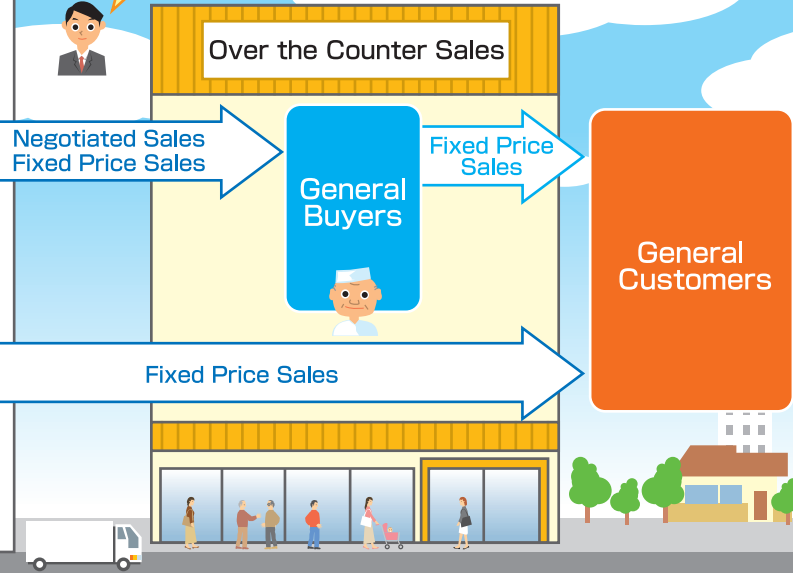 Over the Counter Sales
Negotiated Sales
Fixed Price Sales
General
Buyers
Fixed Price
Sales
General
Customers
Fixed Price Sales